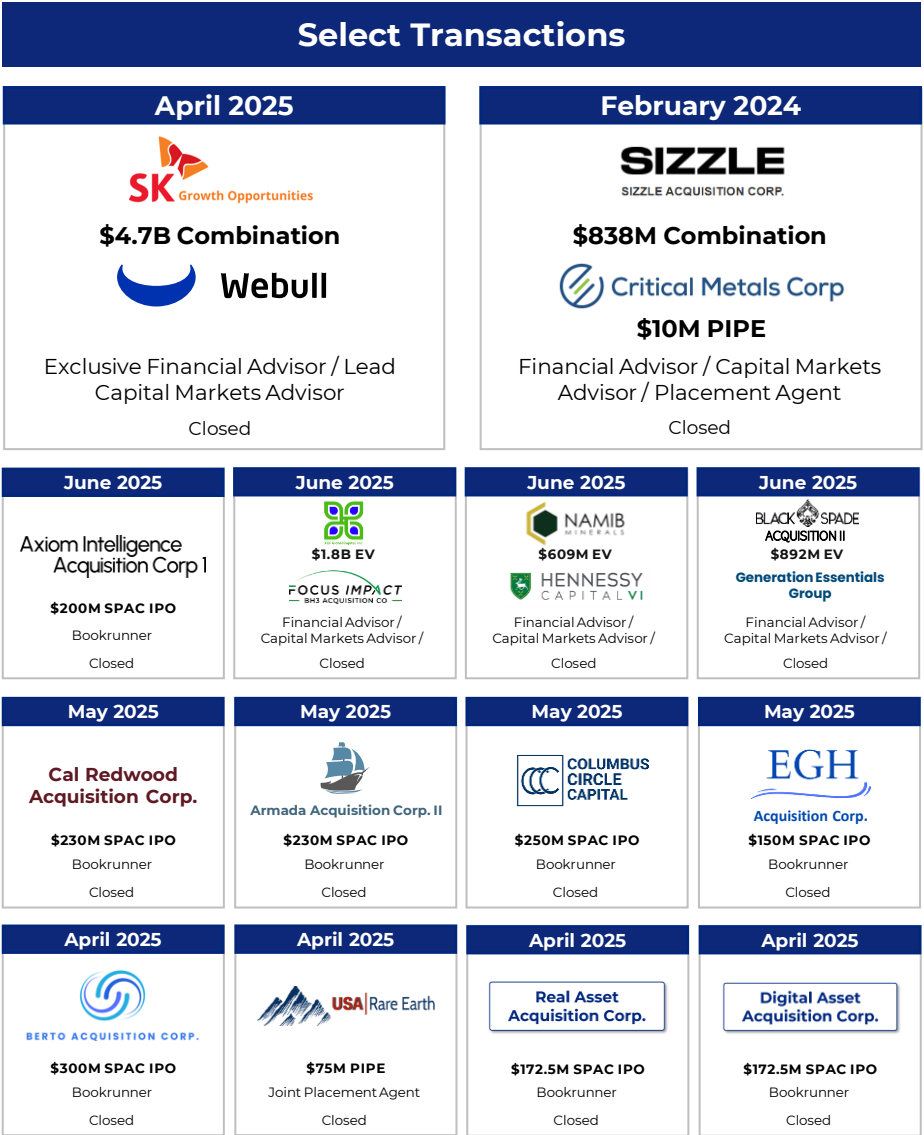 Select Transactions
April 2025
SK Growth Opportunities
$4.7B Combination
Webull
Exclusive Financial Advisor / Lead
Capital Markets Advisor
Closed
February 2024
SIZZLE
SIZZLE ACQUISITION CORP.
$838M Combination
Critical Metals Corp
$10M PIPE
Financial Advisor / Capital Markets
Advisor / Placement Agent
Closed
June 2025
Axiom Intelligence
Acquisition Corp 1
$200M SPAC IPO
Bookrunner
Closed
June 2025
$1.8B EV
FOCUS IMPACT
BH3 ACQUISITION CO
Financial Advisor /
Capital Markets Advisor /
Closed
June 2025
NAMIB
MINERALS
$609M EV
HENNESSY
CAPITAL VI
Financial Advisor /
Capital Markets Advisor /
Closed
June 2025
BLACK SPADE
ACQUISITION II
$892M EV
Generation Essentials
Group
Financial Advisor /
Capital Markets Advisor /
Closed
May 2025
Cal Redwood
Acquisition Corp.
$230M SPAC IPO
Bookrunner
Closed
May 2025
Armada Acquisition Corp. II
$230M SPAC IPO
Bookrunner
Closed
May 2025
CCC
COLUMBUS
CIRCLE
CAPITAL
$250M SPAC IPO
Bookrunner
Closed
May 2025
EGH
Acquisition Corp.
$150M SPAC IPO
Bookrunner
Closed
April 2025
BERTO ACQUISITION CORP.
$300M SPAC IPO
Bookrunner
Closed
April 2025
USA Rare Earth
$75M PIPE
Joint Placement Agent
Closed
April 2025
Real Asset
Acquisition Corp.
$172.5M SPAC IPO
Bookrunner
Closed
April 2025
Digital Asset
Acquisition Corp.
$172.5M SPAC IPO
Bookrunner
Closed